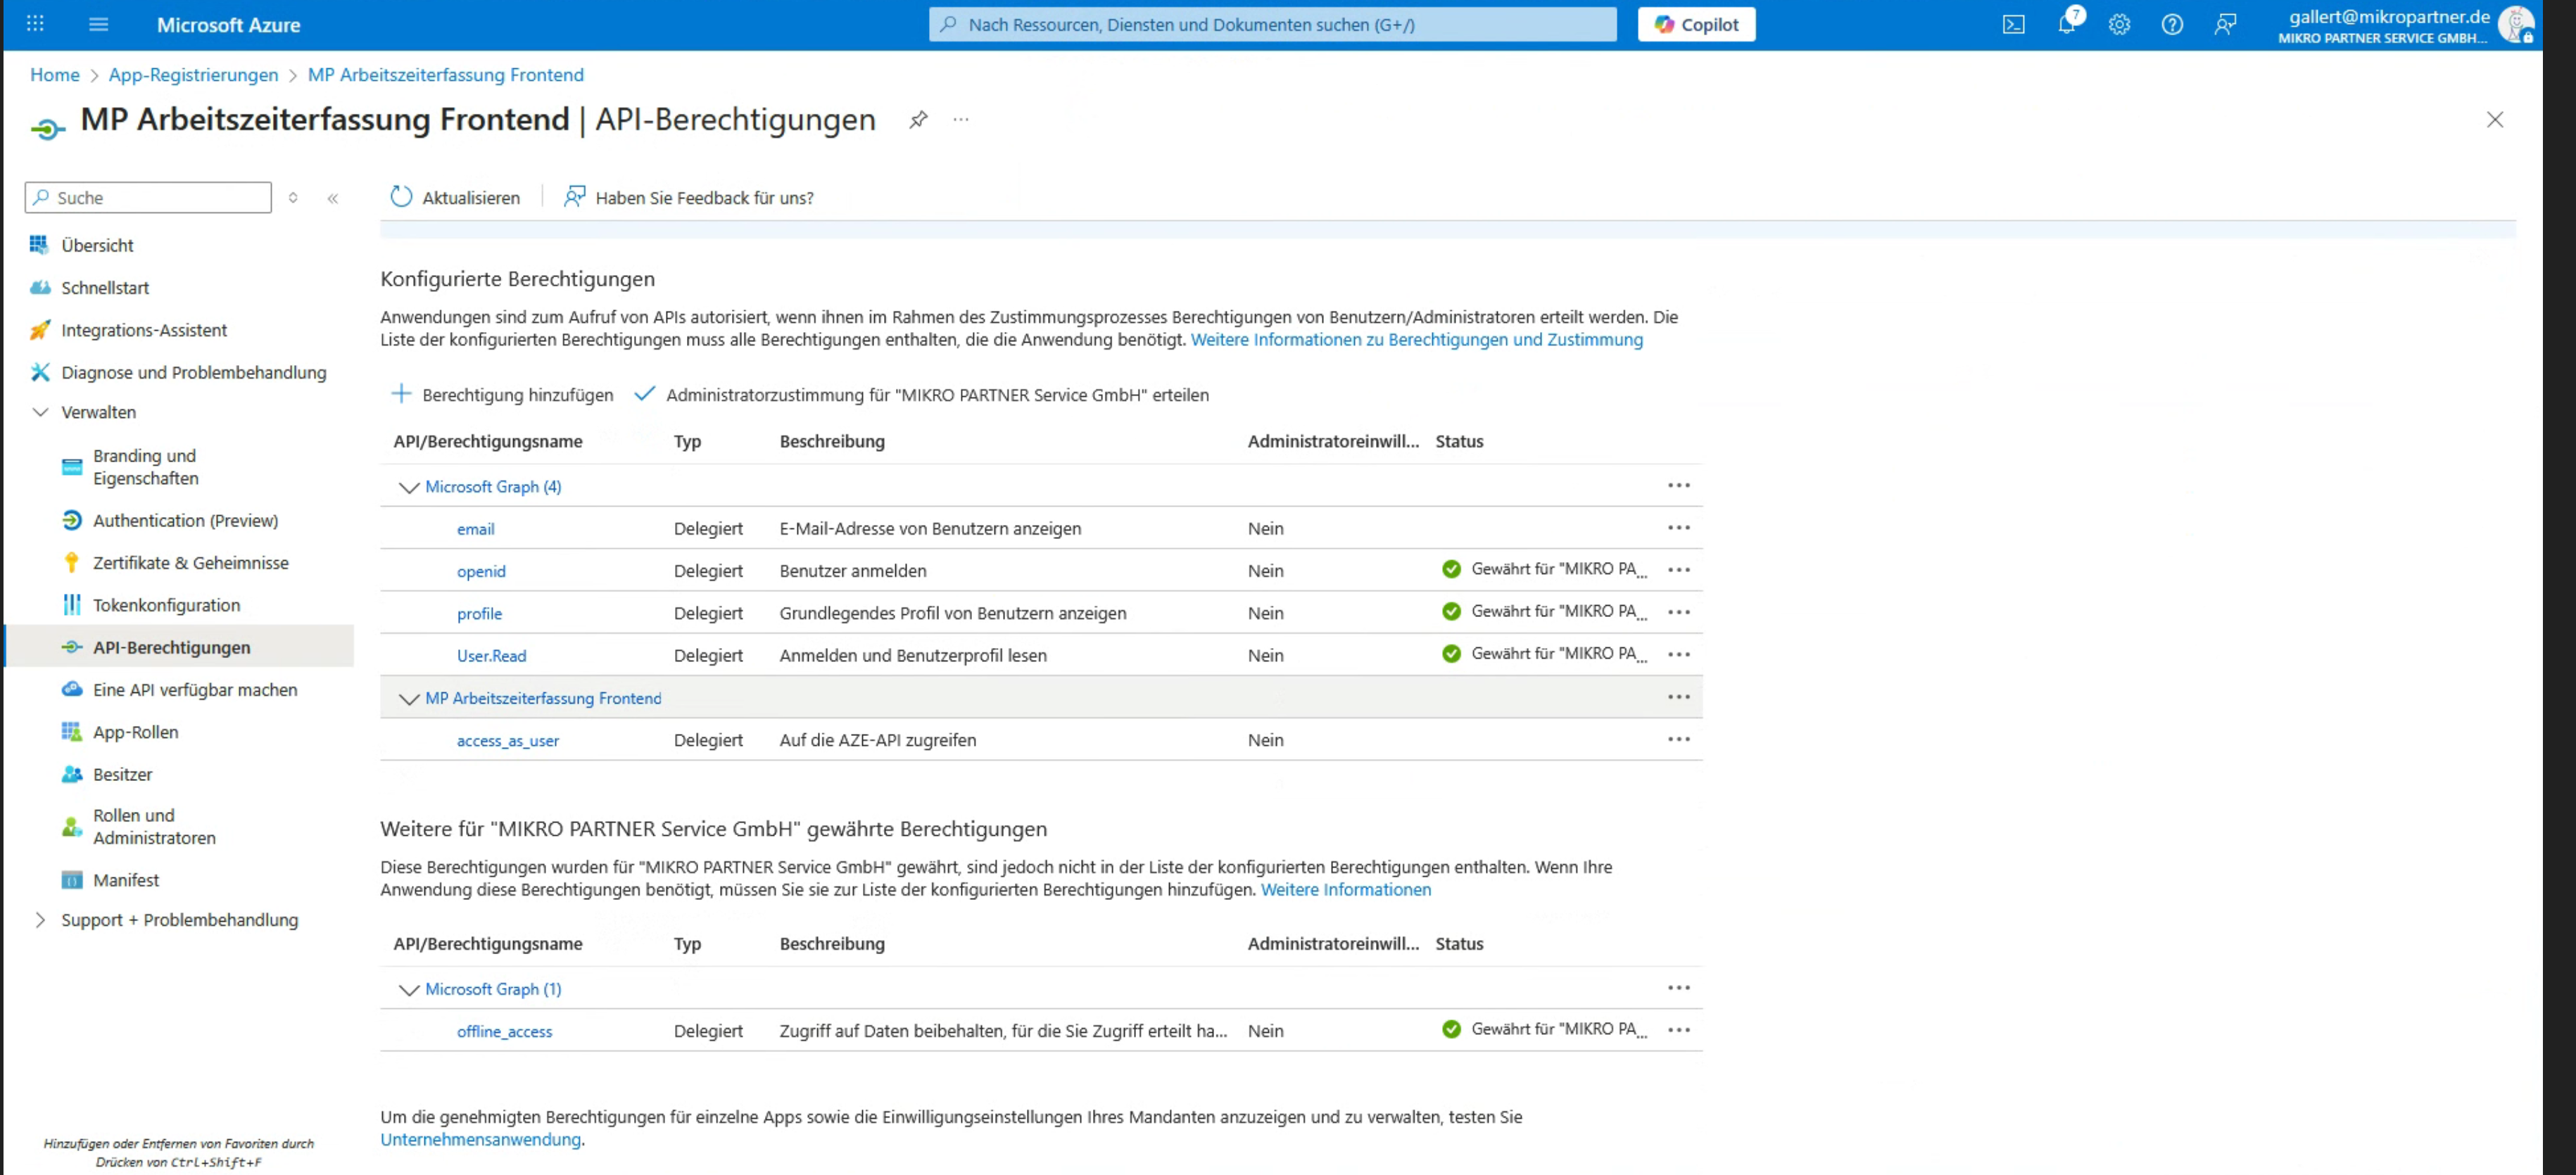 Microsoft Azure
Nach Ressourcen, Diensten und Dokumenten suchen (G+/)
Copilot
7
gallert@mikropartner.de
MIKRO PARTNER SERVICE GMBH...
Home > App-Registrierungen > MP Arbeitszeiterfassung Frontend
MP Arbeitszeiterfassung Frontend | API-Berechtigungen
Suche
Übersicht
Schnellstart
Integrations-Assistent
Diagnose und Problembehandlung
Verwalten
Branding und
Eigenschaften
Authentication (Preview)
Zertifikate & Geheimnisse
Tokenkonfiguration
API-Berechtigungen
Eine API verfügbar machen
App-Rollen
Besitzer
Rollen und
Administratoren
Manifest
Support + Problembehandlung
Hinzufügen oder Entfernen von Favoriten durch
Drücken von Ctrl+Shift+F
Aktualisieren
Haben Sie Feedback für uns?
Konfigurierte Berechtigungen
Anwendungen sind zum Aufruf von APIs autorisiert, wenn ihnen im Rahmen des Zustimmungsprozesses Berechtigungen von Benutzern/Administratoren erteilt werden. Die
Liste der konfigurierten Berechtigungen muss alle Berechtigungen enthalten, die die Anwendung benötigt. Weitere Informationen zu Berechtigungen und Zustimmung
Berechtigung hinzufügen
Administratorzustimmung für "MIKRO PARTNER Service GmbH" erteilen
API/Berechtigungsname Typ Beschreibung Administratoreinwill... Status
Microsoft Graph (4)
email Delegiert E-Mail-Adresse von Benutzern anzeigen Nein
openid Delegiert Benutzer anmelden Nein Gewährt für "MIKRO PA...
profile Delegiert Grundlegendes Profil von Benutzern anzeigen Nein Gewährt für "MIKRO PA...
User.Read Delegiert Anmelden und Benutzerprofil lesen Nein Gewährt für "MIKRO PA...
MP Arbeitszeiterfassung Frontend
access_as_user Delegiert Auf die AZE-API zugreifen Nein
Weitere für "MIKRO PARTNER Service GmbH" gewährte Berechtigungen
Diese Berechtigungen wurden für "MIKRO PARTNER Service GmbH" gewährt, sind jedoch nicht in der Liste der konfigurierten Berechtigungen enthalten. Wenn Ihre
Anwendung diese Berechtigungen benötigt, müssen Sie sie zur Liste der konfigurierten Berechtigungen hinzufügen. Weitere Informationen
API/Berechtigungsname Typ Beschreibung Administratoreinwill... Status
Microsoft Graph (1)
offline_access Delegiert Zugriff auf Daten beibehalten, für die Sie Zugriff erteilt ha... Nein Gewährt für "MIKRO PA...
Um die genehmigten Berechtigungen für einzelne Apps sowie die Einwilligungseinstellungen Ihres Mandanten anzuzeigen und zu verwalten, testen Sie
Unternehmensanwendung.